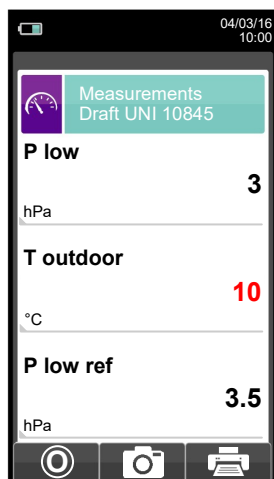 04/03/16
10:00
Measurements
Draft UNI 10845
P low
3
hPa
T outdoor
10
°C
P low ref
3.5
hPa